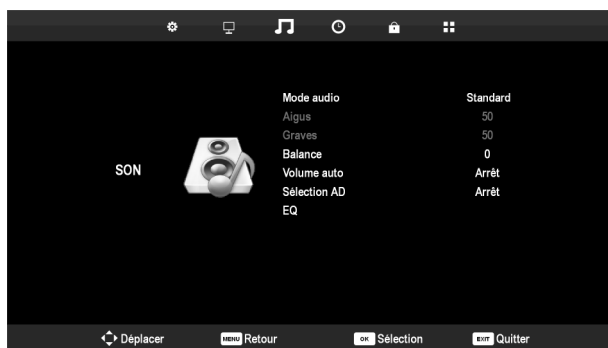 Mode audio Standard
Aigus 50
Graves 50
Balance 0
Volume auto Arrêt
Sélection AD Arrêt
EQ
SON
Déplacer MENU Retour OK Sélection EXIT Quitter